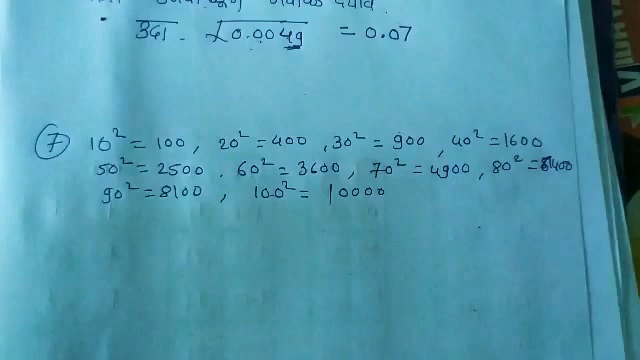 361. √0.0049 = 0.07
⑦ 10² = 100, 20² = 400, 30² = 900, 40² = 1600
50² = 2500. 60² = 3600, 70² = 4900, 80² = 6400
90² = 8100, 100² = 10000